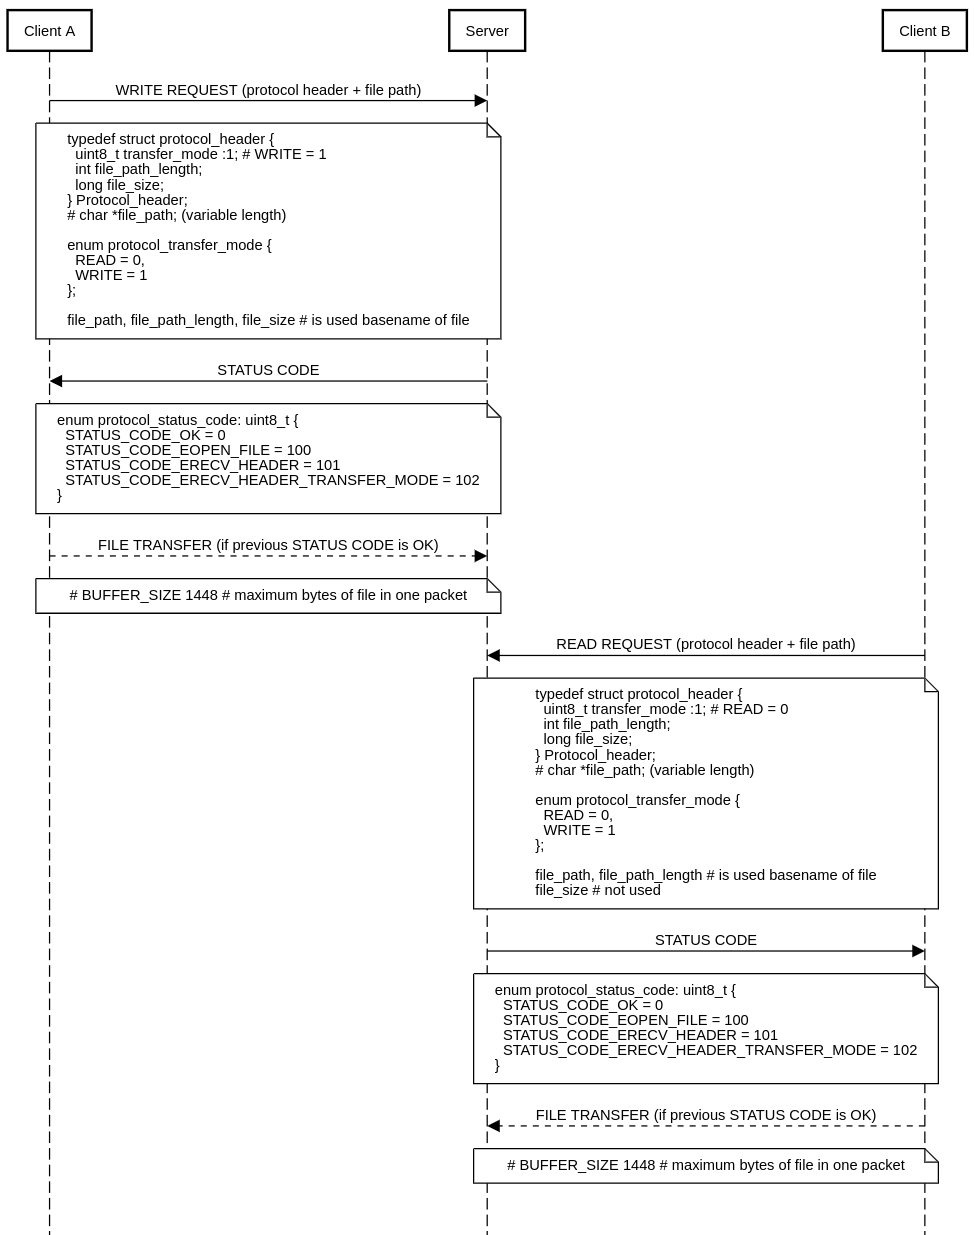 Client A
Server
Client B
WRITE REQUEST (protocol header + file path)
typedef struct protocol_header {
uint8_t transfer_mode :1; # WRITE = 1
int file_path_length;
long file_size;
} Protocol_header;
# char *file_path; (variable length)
enum protocol_transfer_mode {
READ = 0,
WRITE = 1
};
file_path, file_path_length, file_size # is used basename of file
STATUS CODE
enum protocol_status_code: uint8_t {
STATUS_CODE_OK = 0
STATUS_CODE_EOPEN_FILE = 100
STATUS_CODE_ERECV_HEADER = 101
STATUS_CODE_ERECV_HEADER_TRANSFER_MODE = 102
}
FILE TRANSFER (if previous STATUS CODE is OK)
# BUFFER_SIZE 1448 # maximum bytes of file in one packet
READ REQUEST (protocol header + file path)
typedef struct protocol_header {
uint8_t transfer_mode :1; # READ = 0
int file_path_length;
long file_size;
} Protocol_header;
# char *file_path; (variable length)
enum protocol_transfer_mode {
READ = 0,
WRITE = 1
};
file_path, file_path_length # is used basename of file
file_size # not used
STATUS CODE
enum protocol_status_code: uint8_t {
STATUS_CODE_OK = 0
STATUS_CODE_EOPEN_FILE = 100
STATUS_CODE_ERECV_HEADER = 101
STATUS_CODE_ERECV_HEADER_TRANSFER_MODE = 102
}
FILE TRANSFER (if previous STATUS CODE is OK)
# BUFFER_SIZE 1448 # maximum bytes of file in one packet